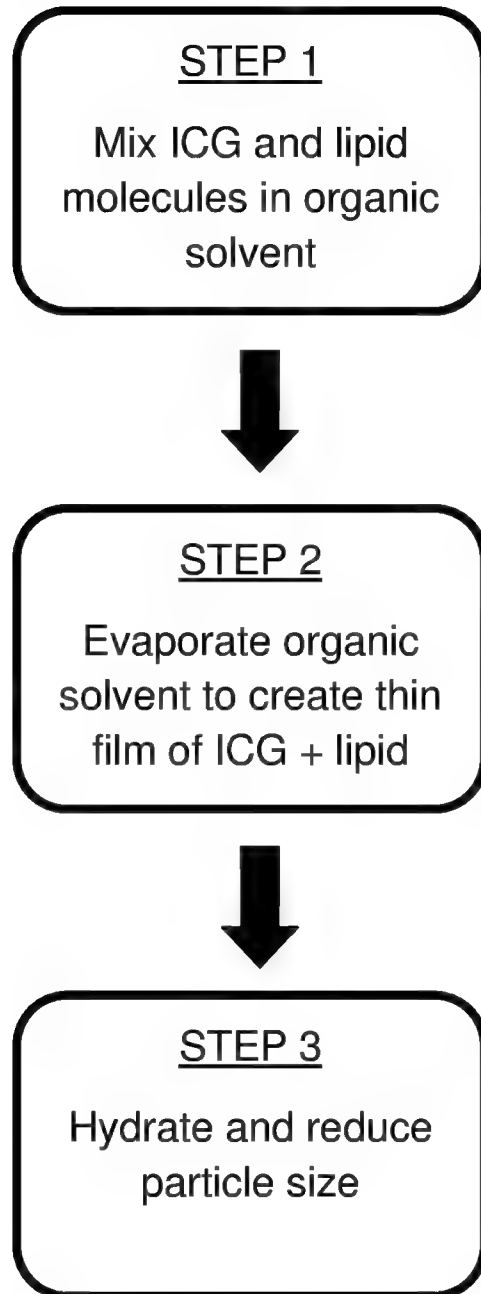 STEP 1
Mix ICG and lipid
molecules in organic
solvent
STEP 2
Evaporate organic
solvent to create thin
film of ICG + lipid
STEP 3
Hydrate and reduce
particle size